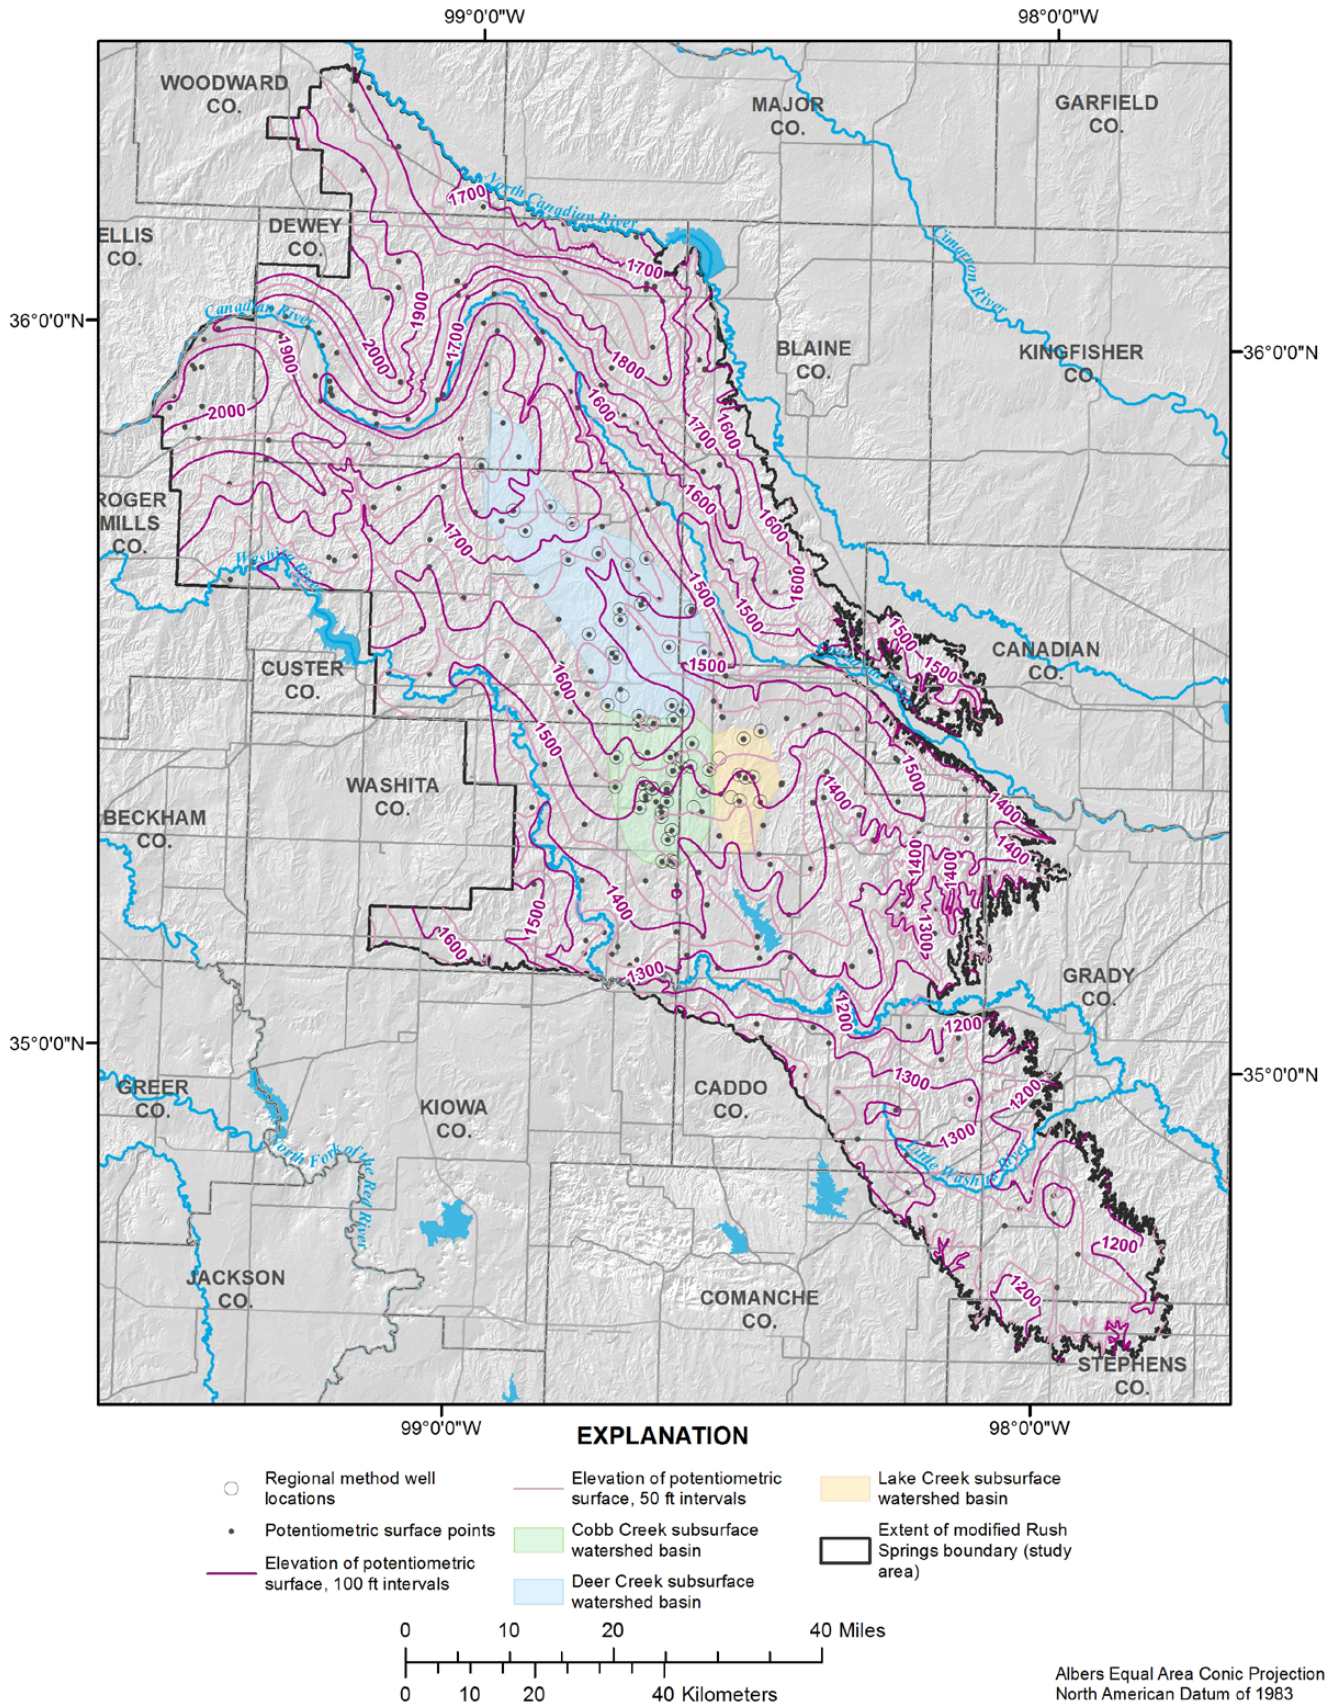 99°0'0"W
98°0'0"W
WOODWARD
CO.
MAJOR
CO.
GARFIELD
CO.
North Canadian River
1700
ELLIS
CO.
DEWEY
CO.
Cimarron River
1700
Canadian River
1900
36°0'0"N
1700
1900
2000
1800
BLAINE
CO.
KINGFISHER
CO.
36°0'0"N
2000
1600
1700
1600
ROGER
MILLS
CO.
1600
1600
1700
Washita
River
1500
1500
1600
1500
1500
CANADIAN
CO.
1500
CUSTER
CO.
1600
1500
1500
WASHITA
CO.
1400
1400
BECKHAM
CO.
1400
1400
1400
1500
1400
1300
1600
1300
GRADY
CO.
1200
1200
35°0'0"N
1300
35°0'0"N
GREER
CO.
KIOWA
CO.
CADDO
CO.
1200
1300
North Fork of the Red River
Little Washita River
1200
JACKSON
CO.
1200
COMANCHE
CO.
STEPHENS
CO.
99°0'0"W
98°0'0"W
EXPLANATION
Regional method well
locations
Potentiometric surface points
Elevation of potentiometric
surface, 100 ft intervals
Elevation of potentiometric
surface, 50 ft intervals
Cobb Creek subsurface
watershed basin
Deer Creek subsurface
watershed basin
Lake Creek subsurface
watershed basin
Extent of modified Rush
Springs boundary (study
area)
0 10 20 40 Miles
0 10 20 40 Kilometers
Albers Equal Area Conic Projection
North American Datum of 1983